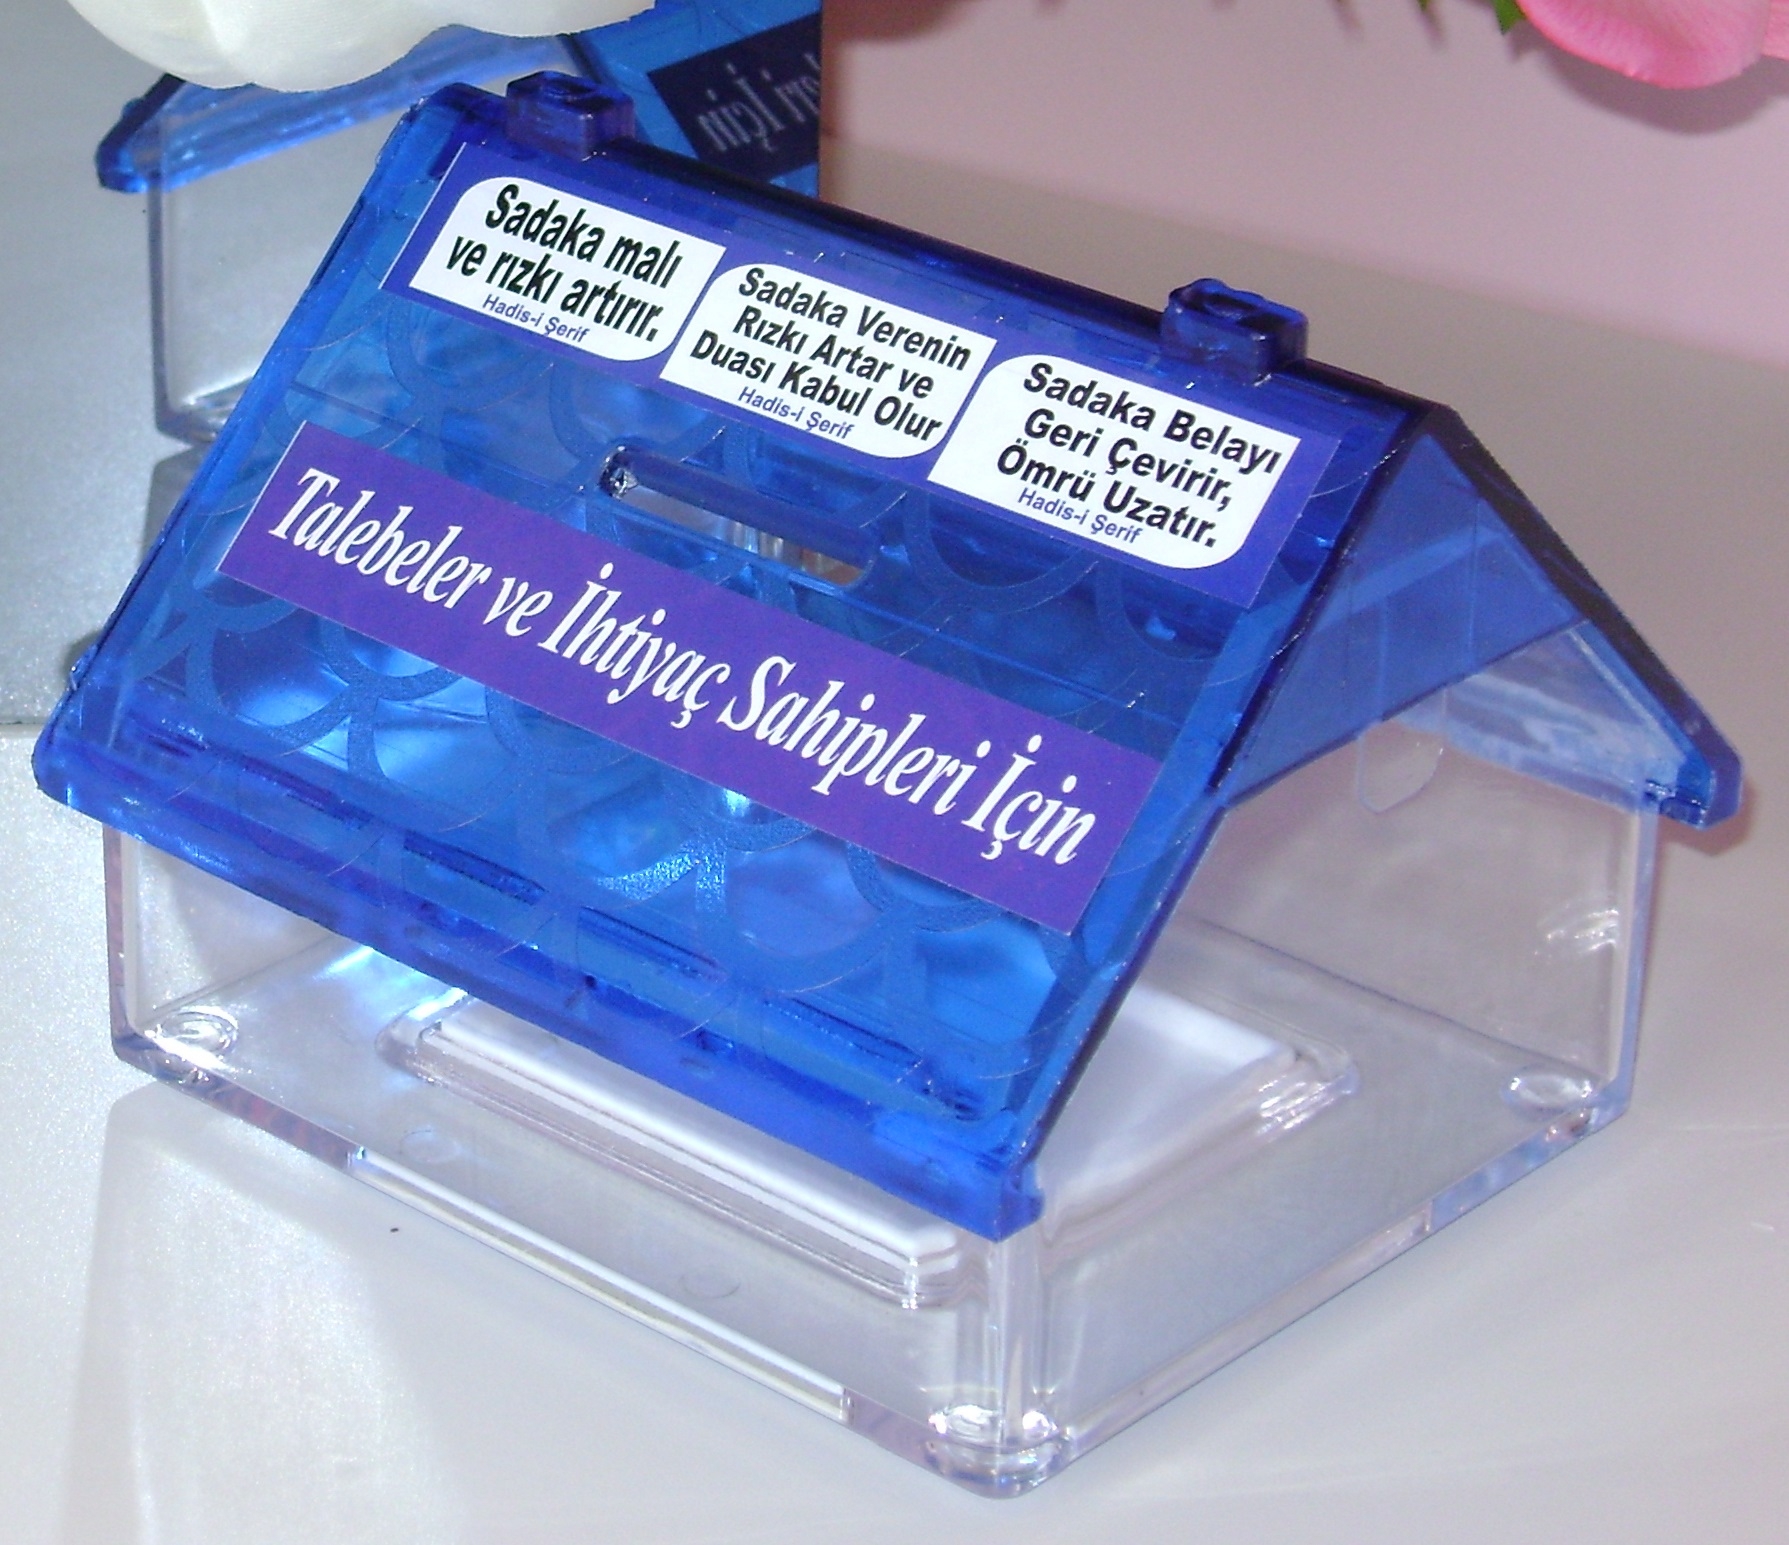 Sadaka malı
ve rızkı artırır.
Hadis-i Şerif
Sadaka Verenin
Rızkı Artar ve
Duası Kabul Olur
Hadis-i Şerif
Sadaka Belayı
Geri Çevirir,
Ömrü Uzatır.
Hadis-i Şerif
Talebeler ve İhtiyaç Sahipleri İçin